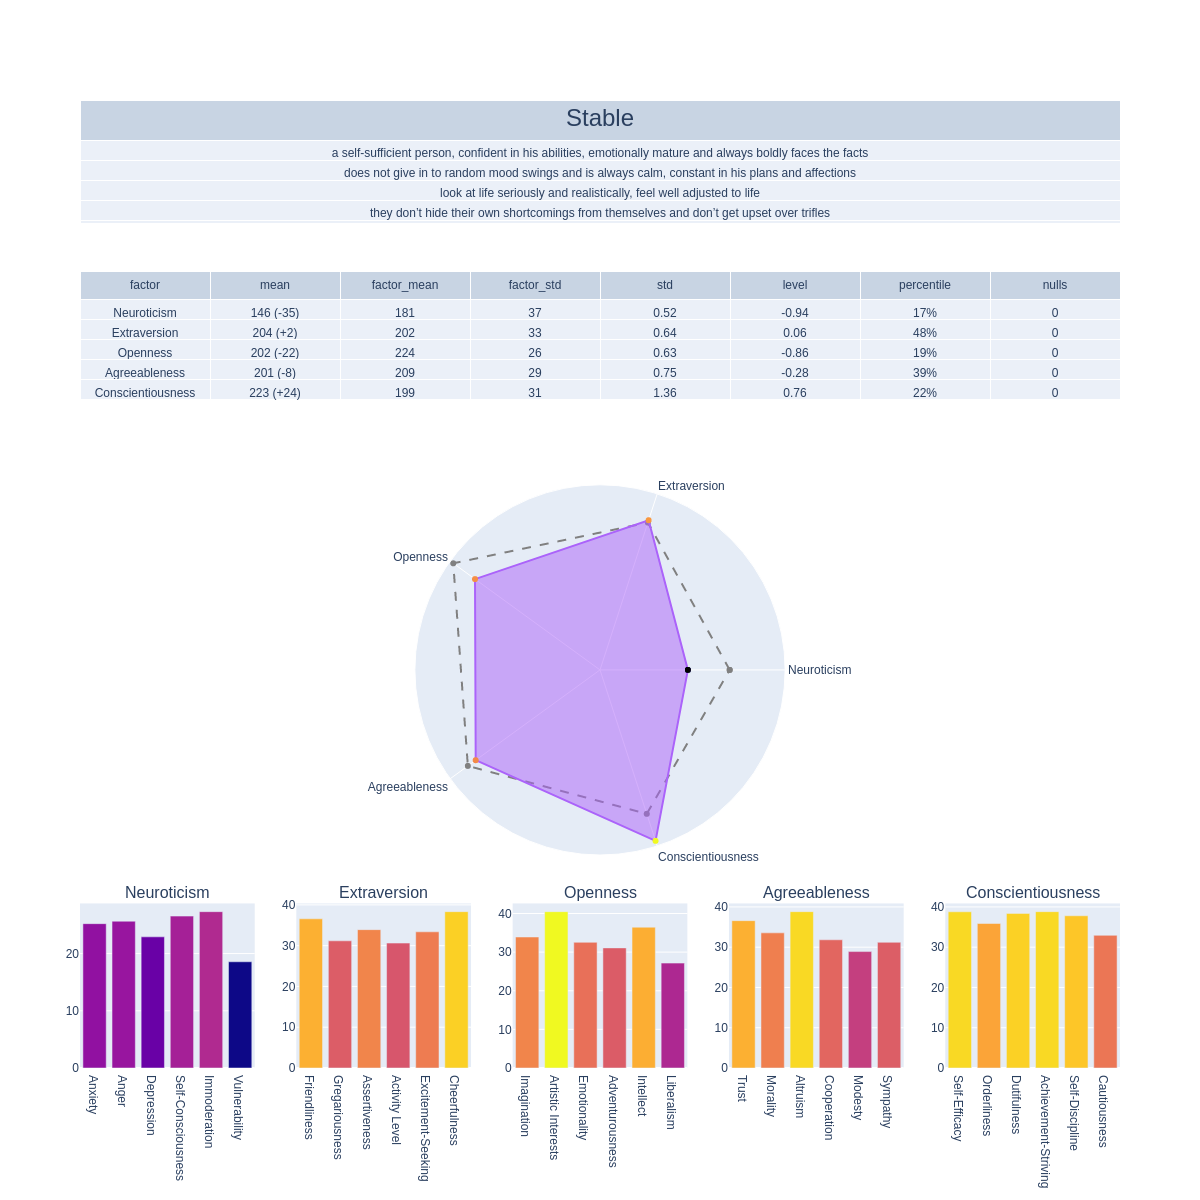 Stable
a self-sufficient person, confident in his abilities, emotionally mature and always boldly faces the facts
does not give in to random mood swings and is always calm, constant in his plans and affections
look at life seriously and realistically, feel well adjusted to life
they don’t hide their own shortcomings from themselves and don’t get upset over trifles
factor mean factor_mean factor_std std level percentile nulls
Neuroticism 146 (-35) 181 37 0.52 -0.94 17% 0
Extraversion 204 (+2) 202 33 0.64 0.06 48% 0
Openness 202 (-22) 224 26 0.63 -0.86 19% 0
Agreeableness 201 (-8) 209 29 0.75 -0.28 39% 0
Conscientiousness 223 (+24) 199 31 1.36 0.76 22% 0
Extraversion
Openness
Neuroticism
Agreeableness
Conscientiousness
Neuroticism
20
10
0
Anxiety
Anger
Depression
Self-Consciousness
Immoderation
Vulnerability
Extraversion
40
30
20
10
0
Friendliness
Gregariousness
Assertiveness
Activity Level
Excitement-Seeking
Cheerfulness
Openness
40
30
20
10
0
Imagination
Artistic Interests
Emotionality
Adventurousness
Intellect
Liberalism
Agreeableness
40
30
20
10
0
Trust
Morality
Altruism
Cooperation
Modesty
Sympathy
Conscientiousness
40
30
20
10
0
Self-Efficacy
Orderliness
Dutifulness
Achievement-Striving
Self-Discipline
Cautiousness